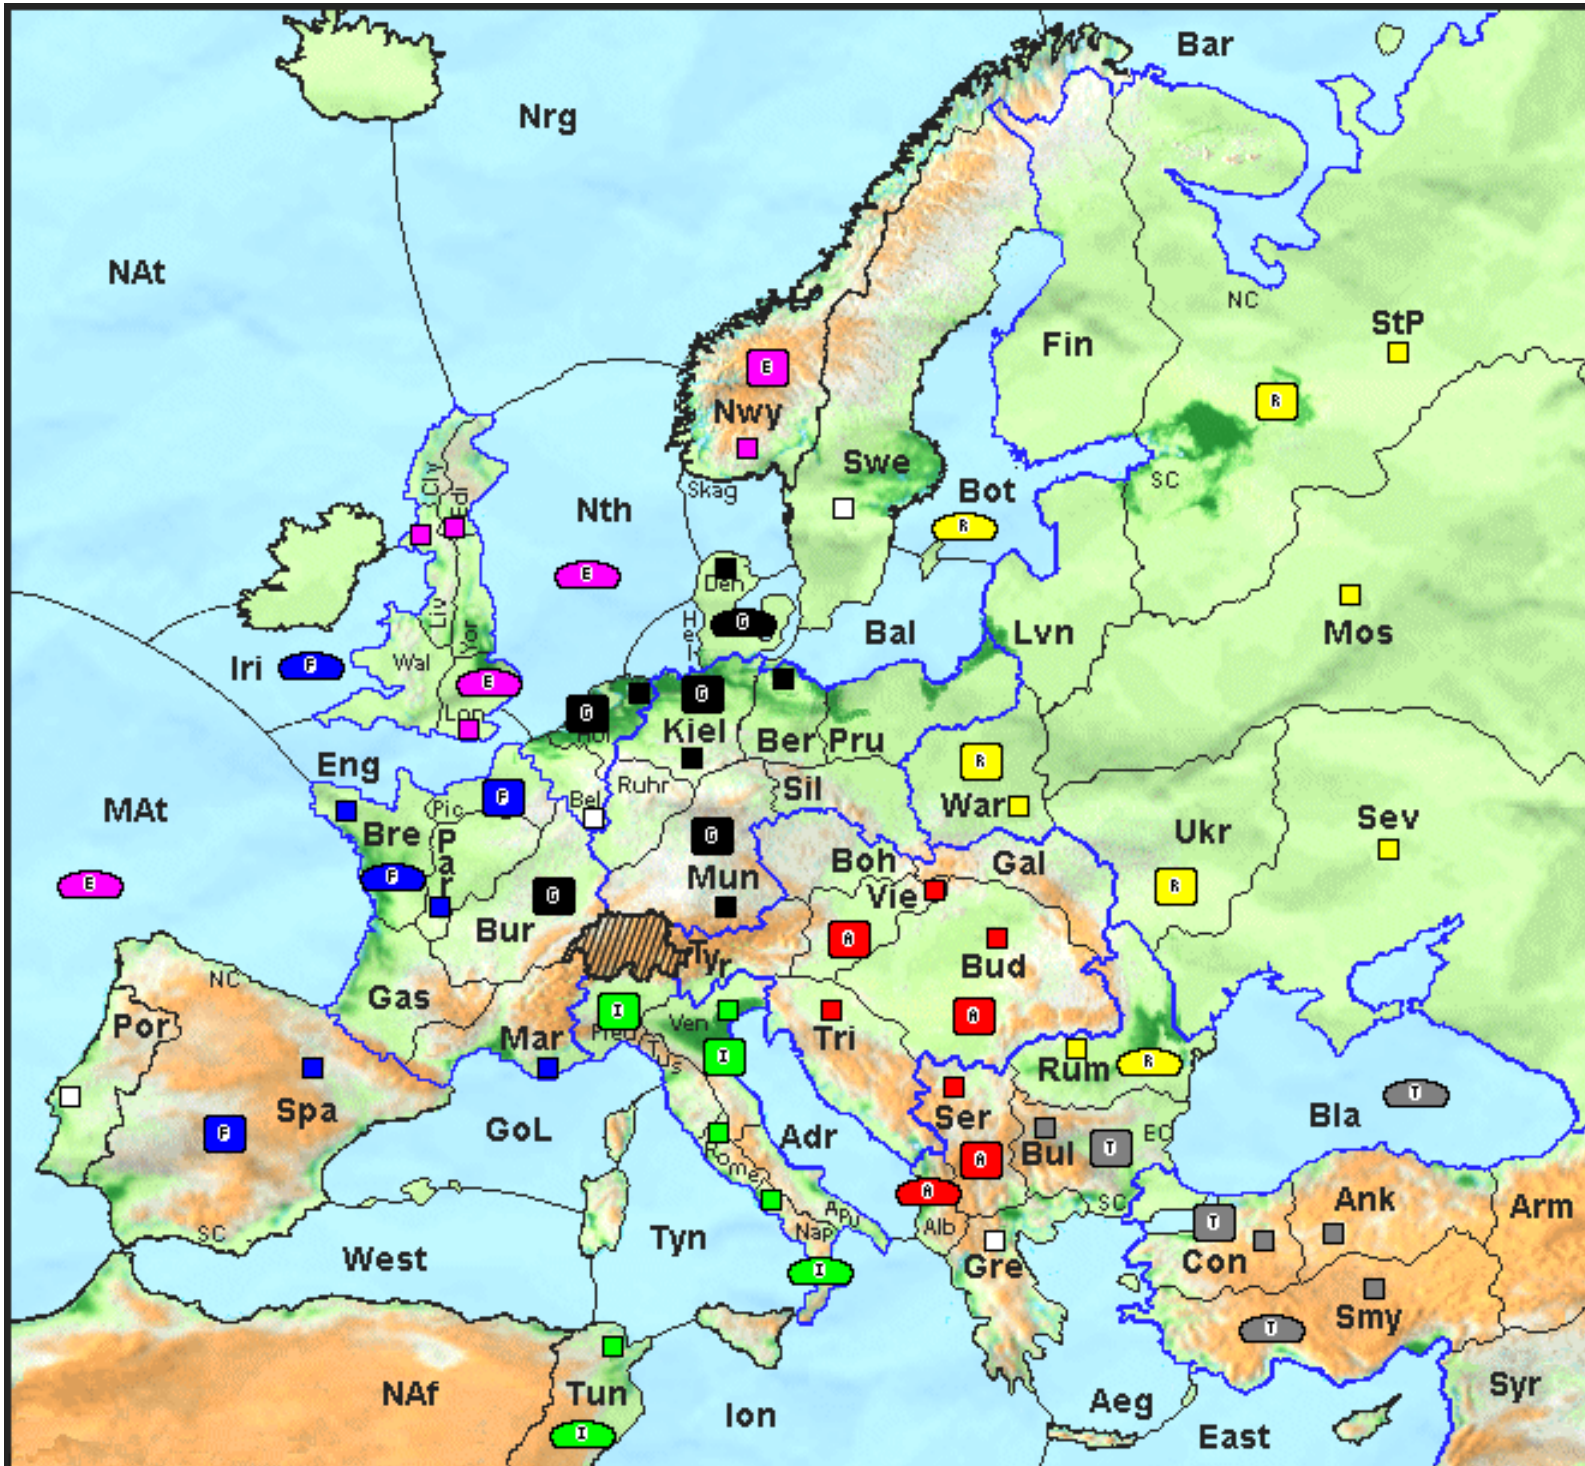 Bar
Nrg
NAt
NC
StP
Fin
E
R
Nwy
Swe
Cly
Edi
Skag
SC
Bot
R
Nth
E
Den
Mos
G
Hel
Bal
Lvn
Liv
Yor
Iri
F
Wal
E
G
G
Lon
Hol
Kiel
Ber
Pru
Eng
R
Ruhr
Sil
War
F
Bel
MAt
Pic
Bre
Par
G
Ukr
Sev
Boh
Gal
E
F
Mun
Vie
R
G
Bur
A
Tyr
Bud
NC
Gas
I
Pied
Ven
A
Por
Mar
Tus
I
Tri
Rum
R
Spa
GoL
Adr
Ser
T
Bla
F
Rome
A
Bul
T
EC
A
SC
Ank
Arm
SC
Tyn
Apu
Nap
Alb
T
West
I
Gre
Con
T
Smy
NAf
Tun
Ion
Aeg
Syr
I
East